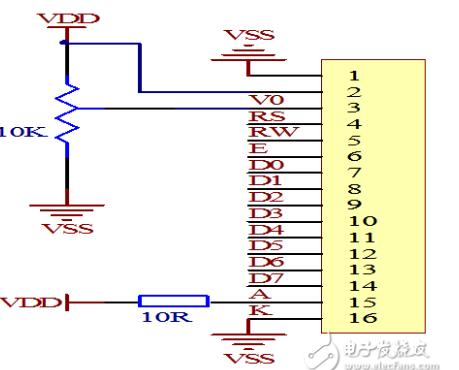 VDD
VSS
1
2
V0 3
RS 4
10K
RW 5
E 6
D0 7
D1 8
D2 9
VSS
D3 10
D4 11
D5 12
D6 13
D7 14
VDD
A 15
10R
K 16
VSS
电子发烧友
www.elecfans.com